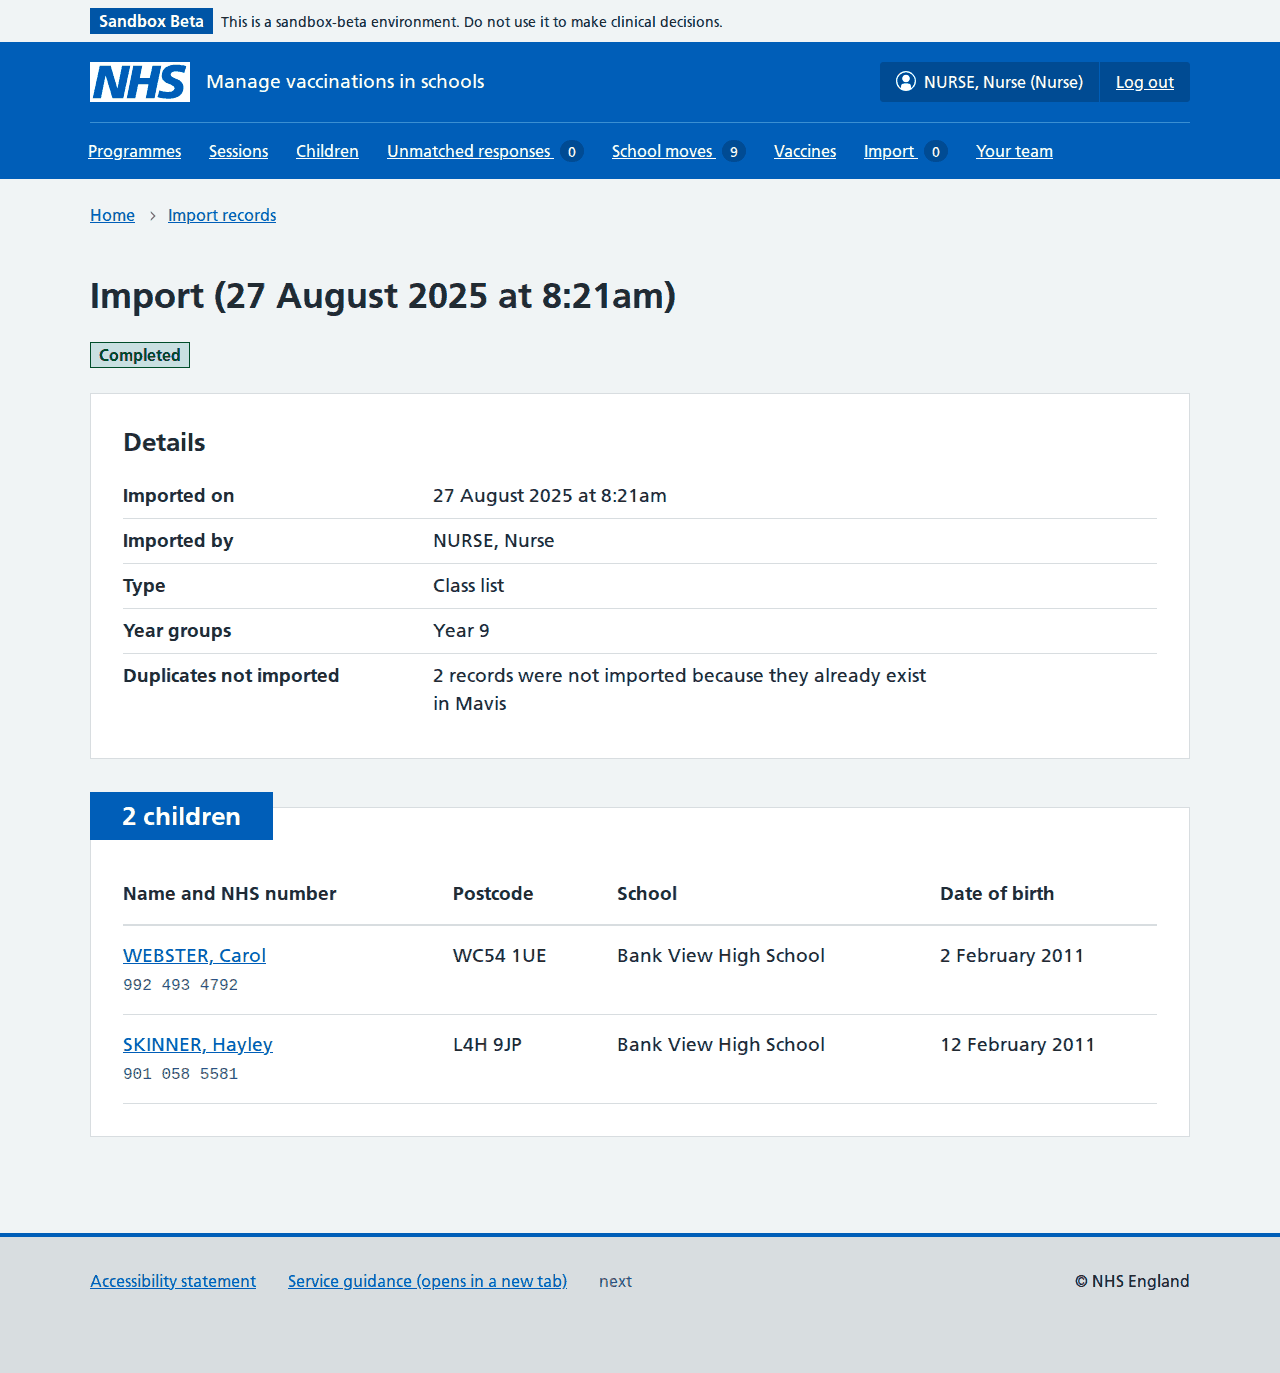 Sandbox Beta This is a sandbox-beta environment. Do not use it to make clinical decisions.
NHS Manage vaccinations in schools NURSE, Nurse (Nurse) Log out
Programmes Sessions Children Unmatched responses 0 School moves 9 Vaccines Import 0 Your team
Home Import records
Import (27 August 2025 at 8:21am)
Completed
Details
Imported on 27 August 2025 at 8:21am
Imported by NURSE, Nurse
Type Class list
Year groups Year 9
Duplicates not imported 2 records were not imported because they already exist
in Mavis
2 children
Name and NHS number Postcode School Date of birth
WEBSTER, Carol WC54 1UE Bank View High School 2 February 2011
992 493 4792
SKINNER, Hayley L4H 9JP Bank View High School 12 February 2011
901 058 5581
Accessibility statement Service guidance (opens in a new tab) next © NHS England